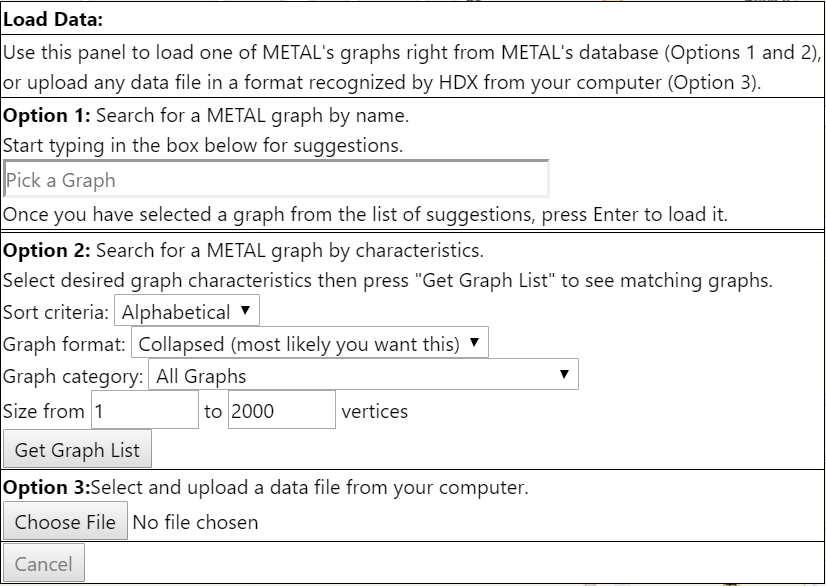 Load Data:
Use this panel to load one of METAL's graphs right from METAL's database (Options 1 and 2),
or upload any data file in a format recognized by HDX from your computer (Option 3).
Option 1: Search for a METAL graph by name.
Start typing in the box below for suggestions.
Pick a Graph
Once you have selected a graph from the list of suggestions, press Enter to load it.
Option 2: Search for a METAL graph by characteristics.
Select desired graph characteristics then press "Get Graph List" to see matching graphs.
Sort criteria: Alphabetical ▼
Graph format: Collapsed (most likely you want this) ▼
Graph category: All Graphs ▼
Size from 1 to 2000 vertices
Get Graph List
Option 3:Select and upload a data file from your computer.
Choose File No file chosen
Cancel